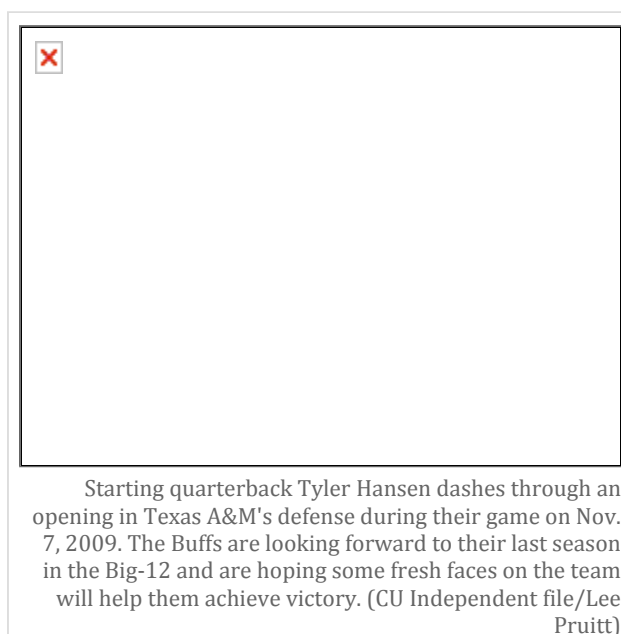 Starting quarterback Tyler Hansen dashes through an
opening in Texas A&M's defense during their game on Nov.
7, 2009. The Buffs are looking forward to their last season
in the Big-12 and are hoping some fresh faces on the team
will help them achieve victory. (CU Independent file/Lee
Pruitt)